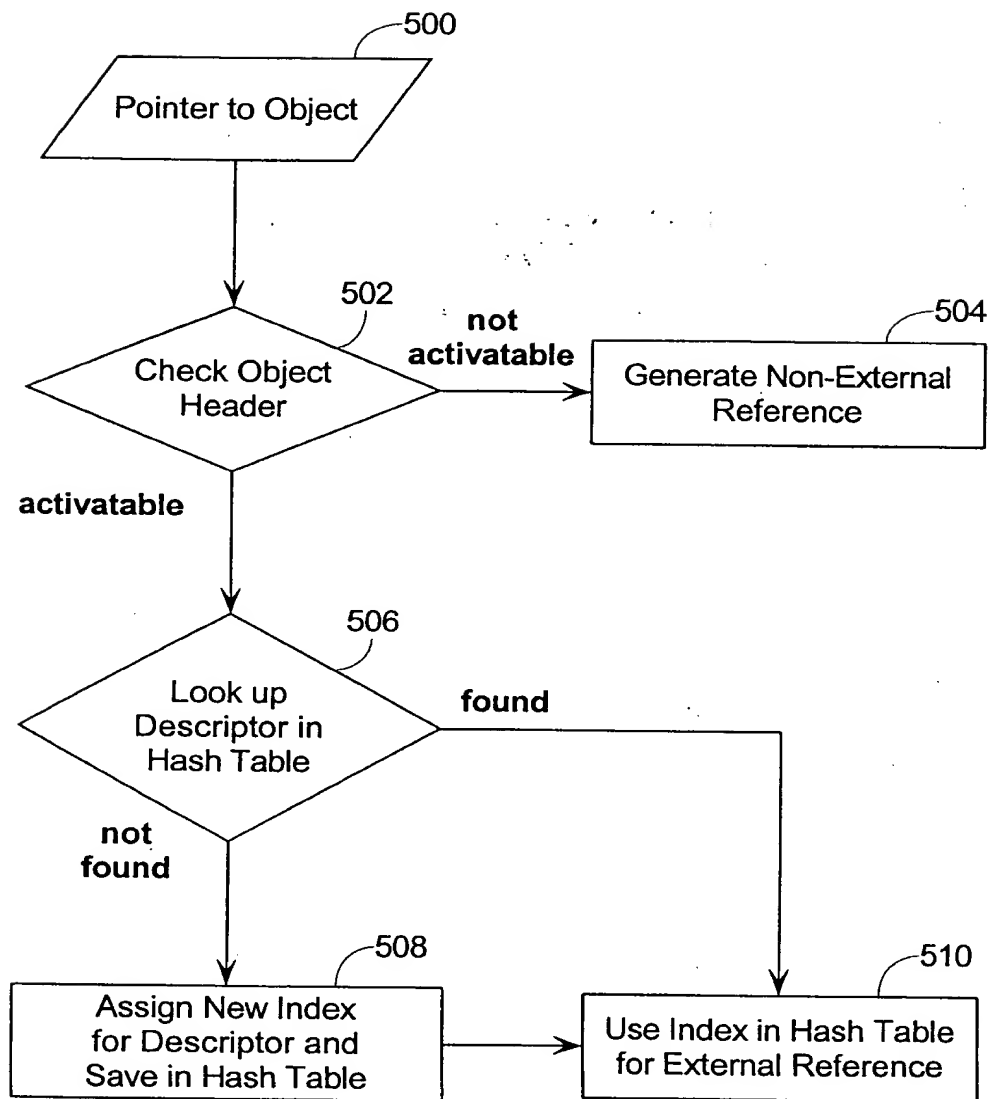 500
Pointer to Object
502
Check Object
Header
not
activatable
504
Generate Non-External
Reference
activatable
506
Look up
Descriptor in
Hash Table
found
not
found
508
Assign New Index
for Descriptor and
Save in Hash Table
510
Use Index in Hash Table
for External Reference